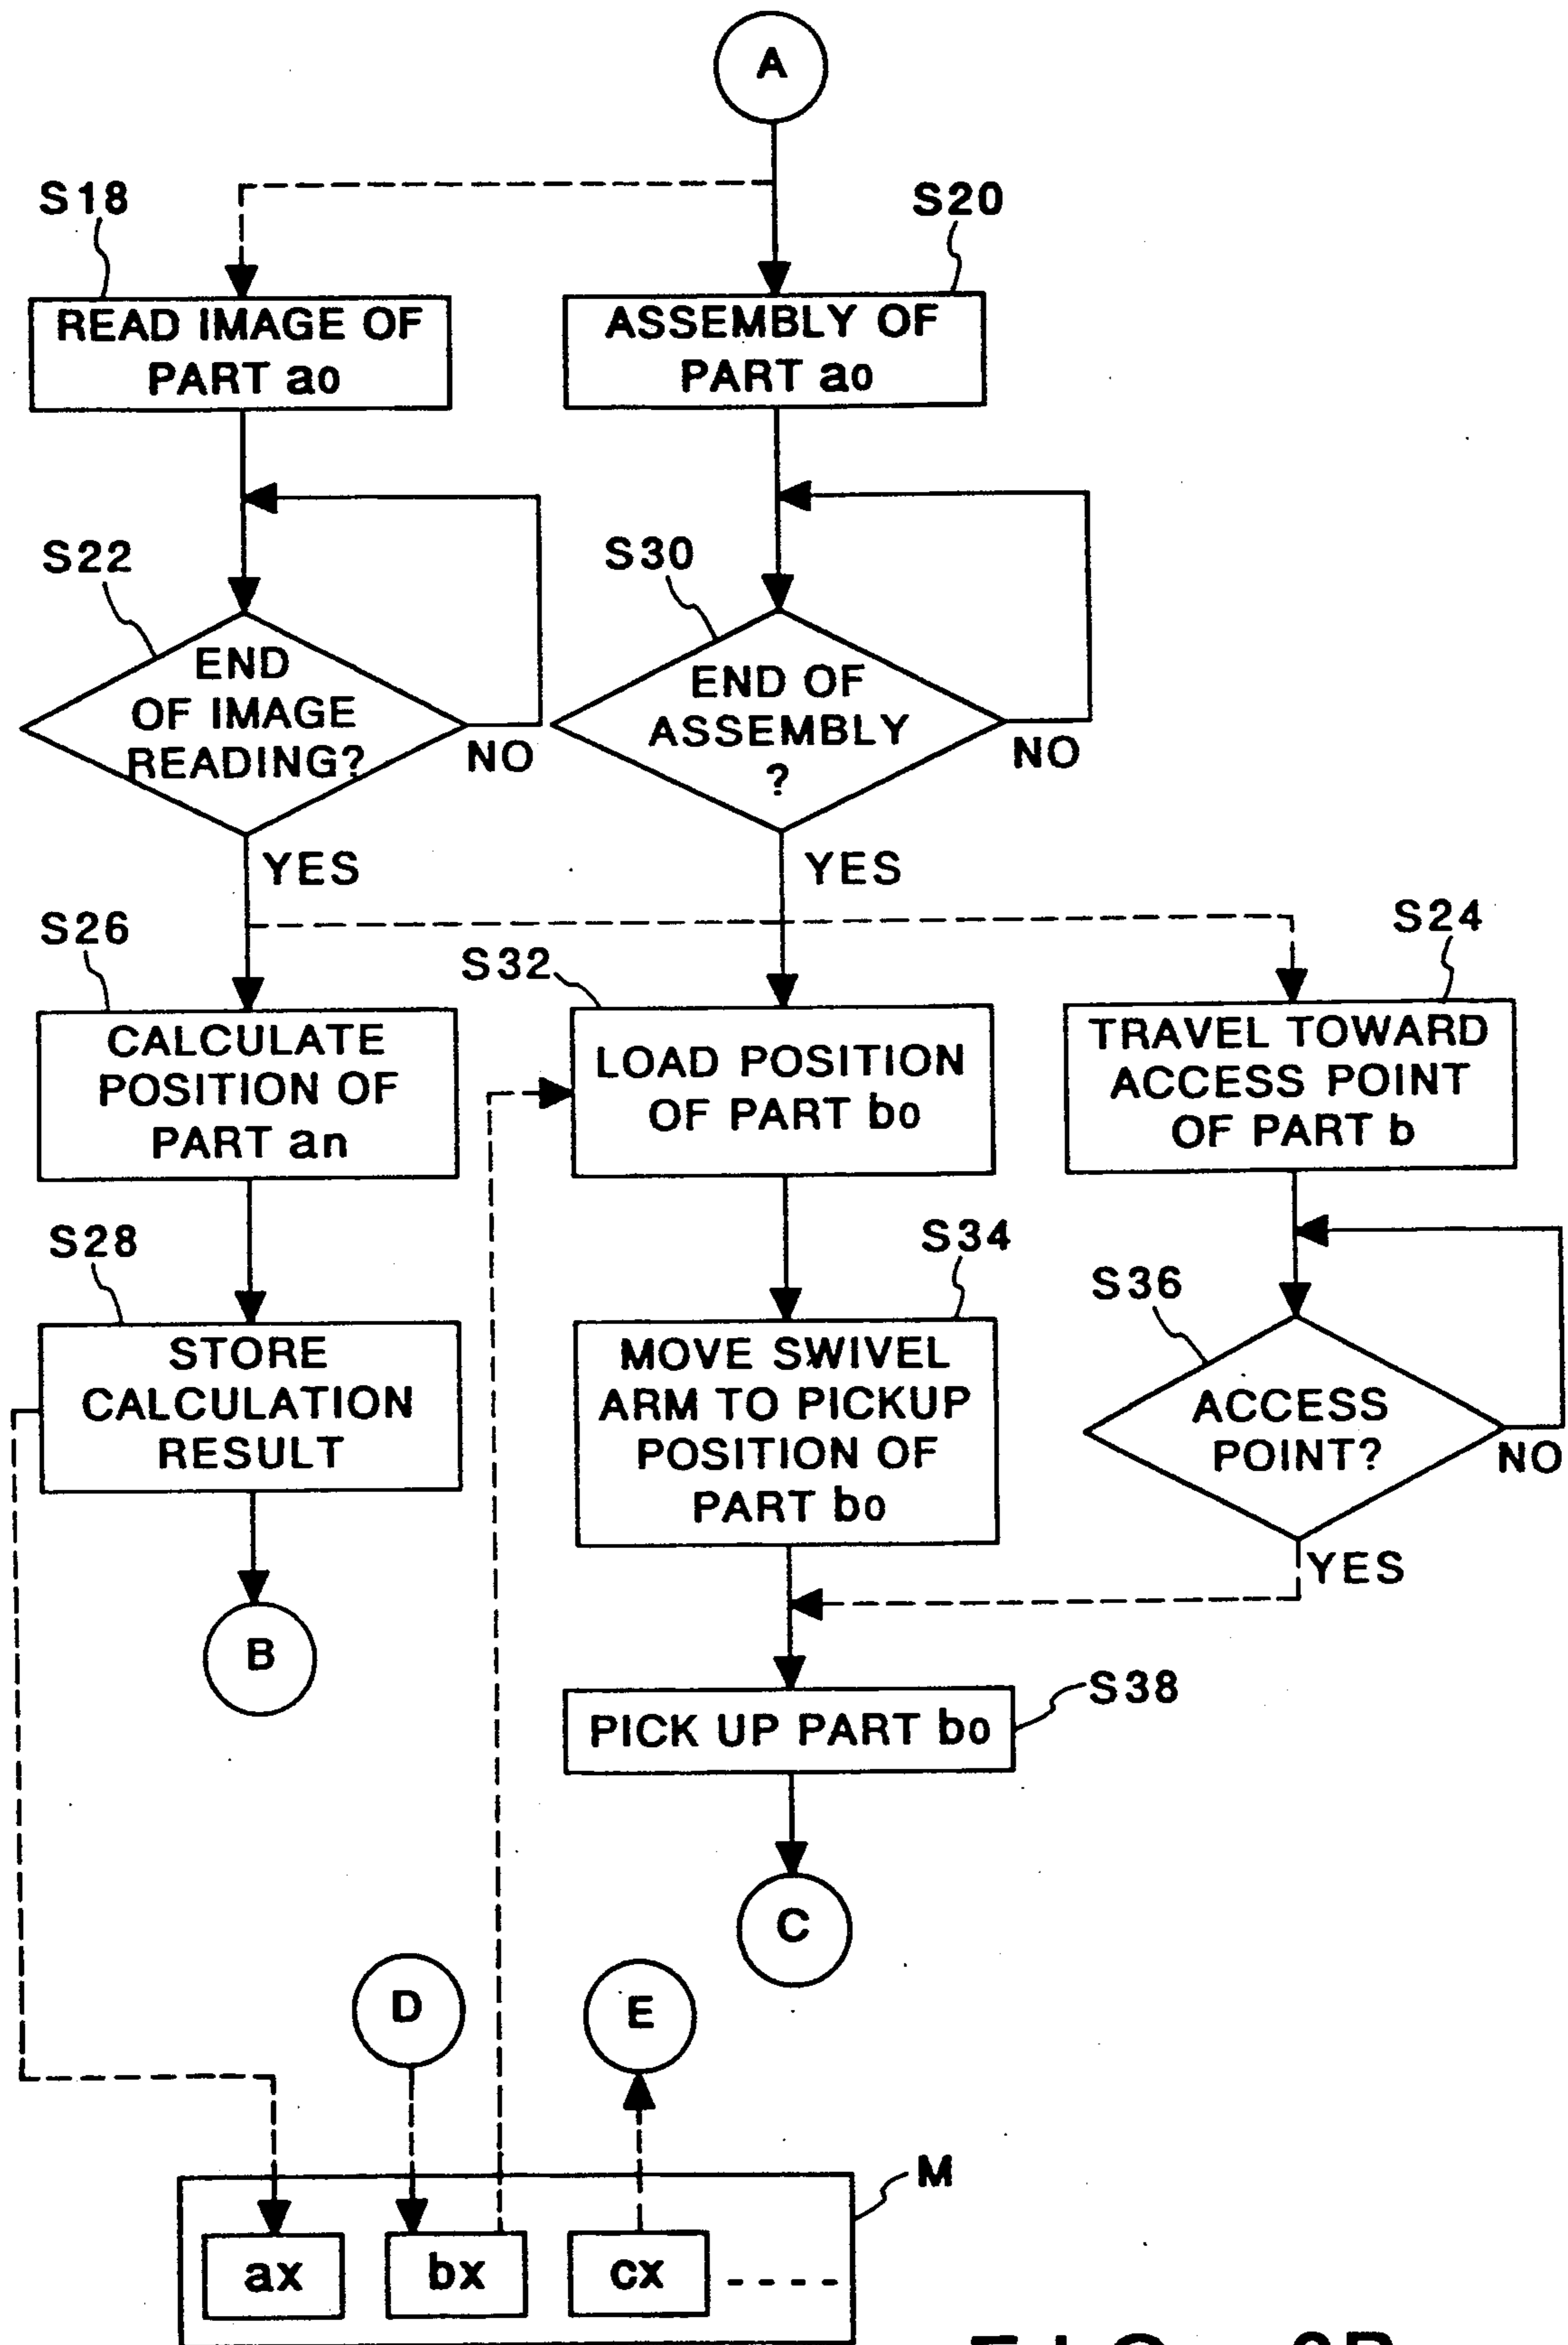 A
S18
S20
READ IMAGE OF
PART a0
ASSEMBLY OF
PART a0
S22
S30
END
OF IMAGE
READING?
NO
END OF
ASSEMBLY
?
NO
YES
YES
S26
S32
S24
CALCULATE
POSITION OF
PART an
LOAD POSITION
OF PART b0
TRAVEL TOWARD
ACCESS POINT
OF PART b
S28
S34
S36
STORE
CALCULATION
RESULT
MOVE SWIVEL
ARM TO PICKUP
POSITION OF
PART b0
ACCESS
POINT?
NO
YES
B
PICK UP PART b0
S38
C
D
E
M
ax
bx
cx